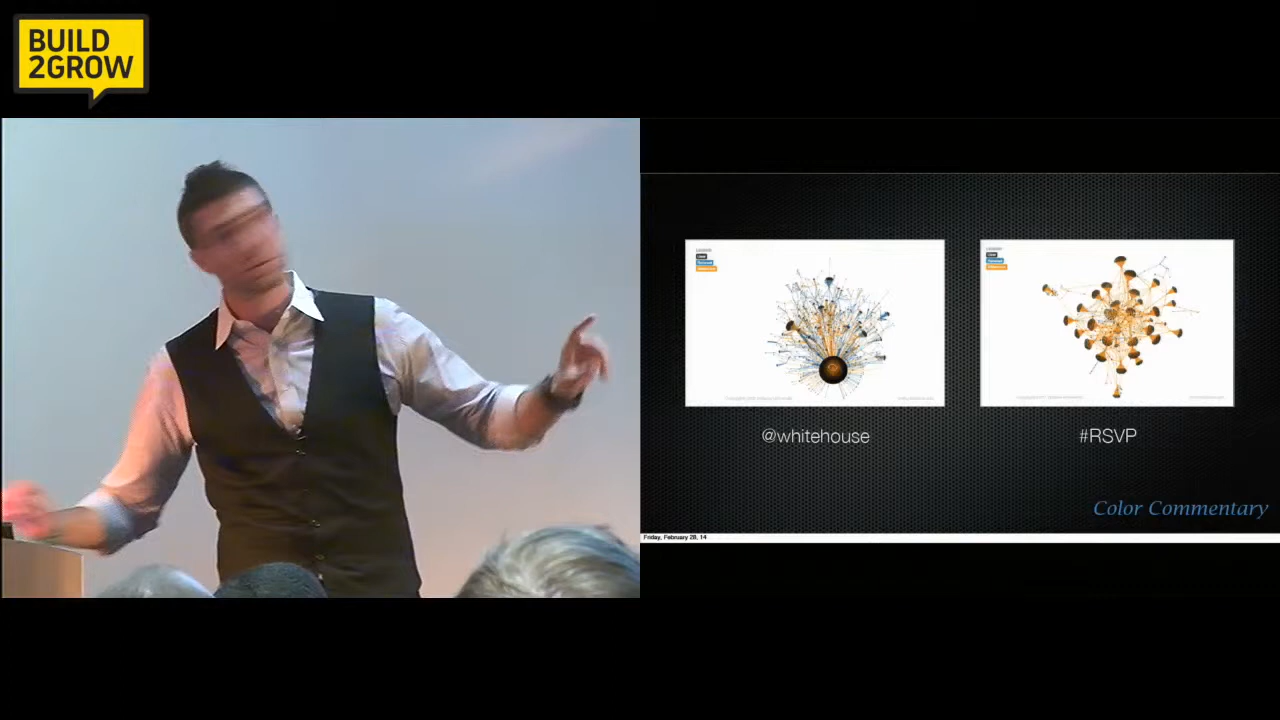 BUILD
2GROW
@whitehouse
#RSVP
Color Commentary
Friday, February 28, 14